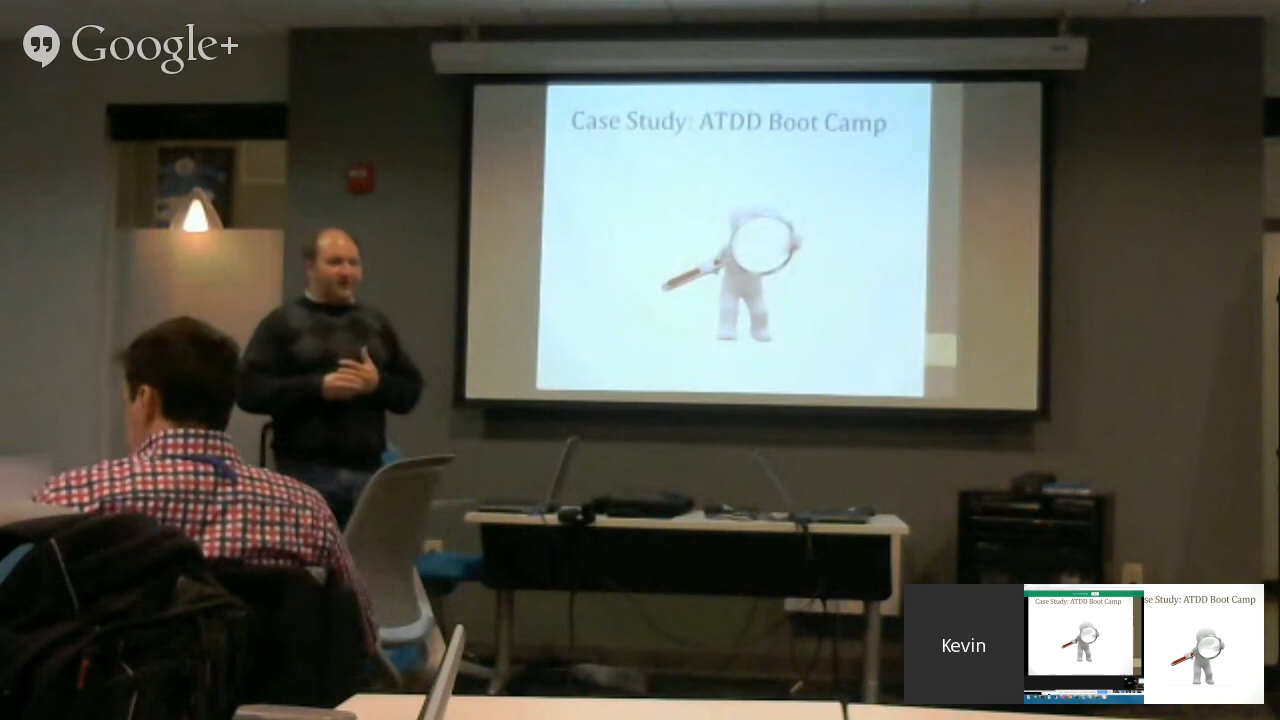 Google+
Case Study: ATDD Boot Camp
Kevin
Case Study: ATDD Boot Camp
se Study: ATDD Boot Camp